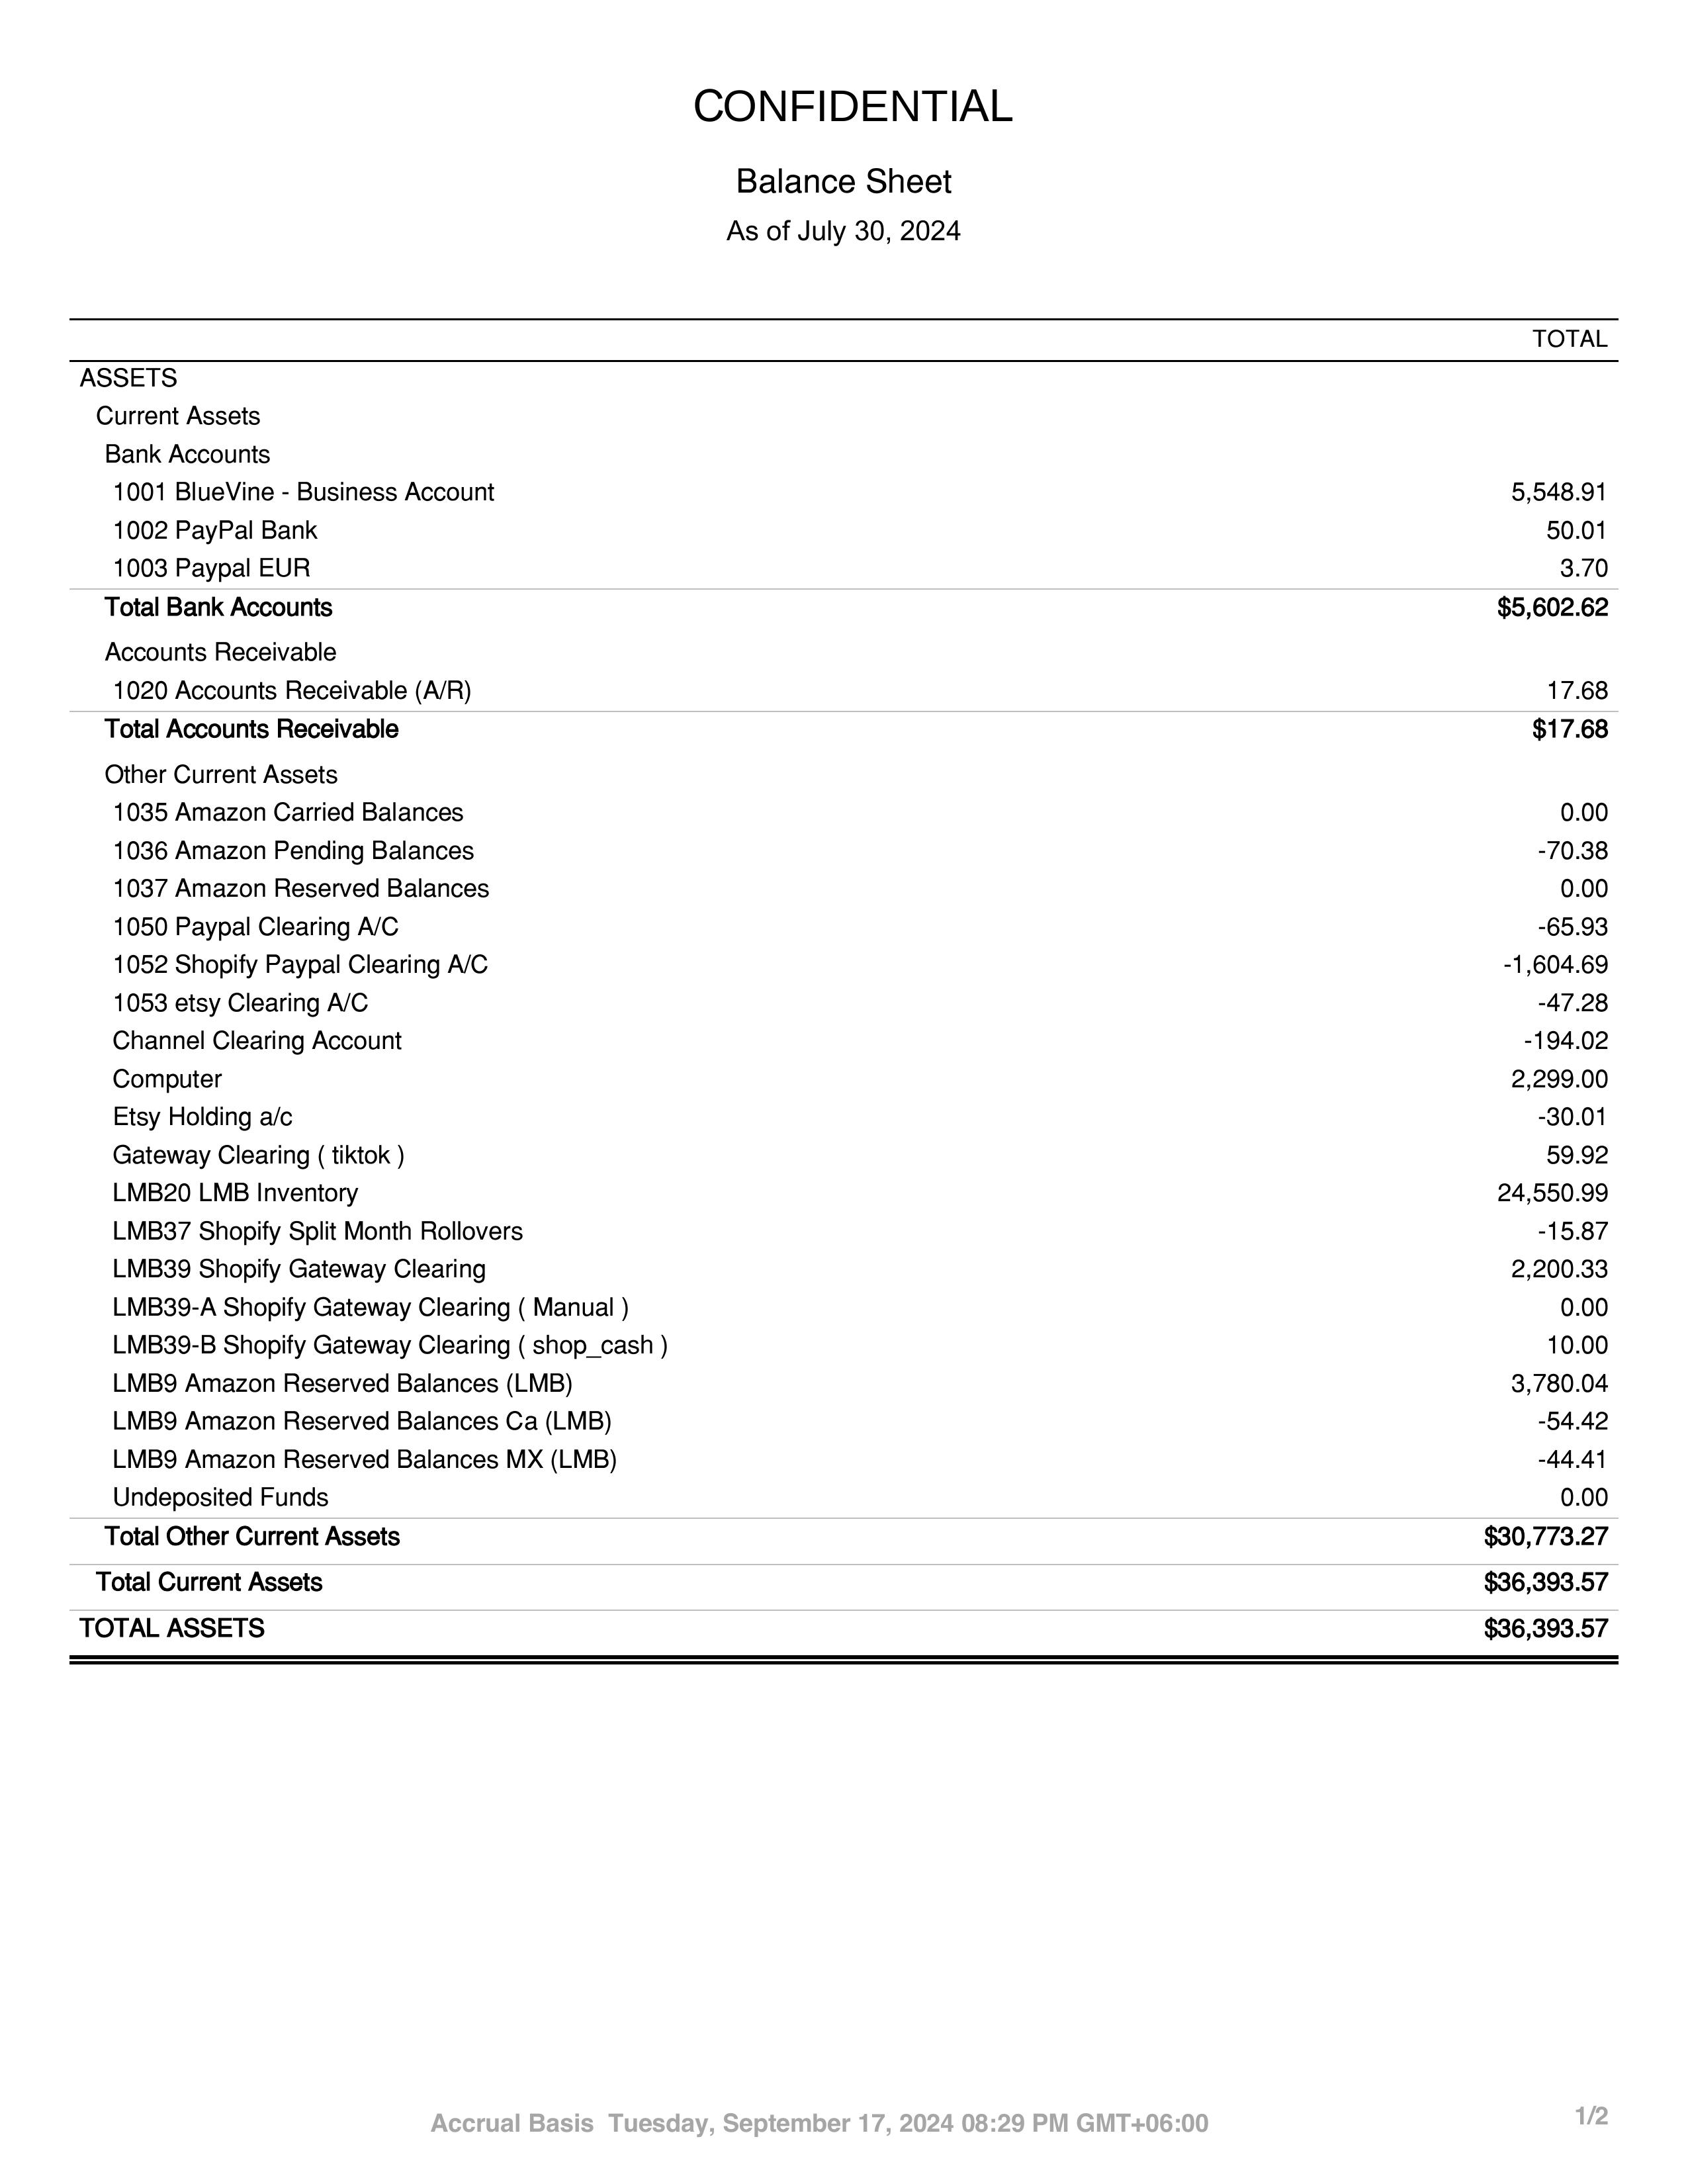 CONFIDENTIAL
Balance Sheet
As of July 30, 2024
TOTAL
ASSETS
Current Assets
Bank Accounts
1001 BlueVine - Business Account 5,548.91
1002 PayPal Bank 50.01
1003 Paypal EUR 3.70
Total Bank Accounts $5,602.62
Accounts Receivable
1020 Accounts Receivable (A/R) 17.68
Total Accounts Receivable $17.68
Other Current Assets
1035 Amazon Carried Balances 0.00
1036 Amazon Pending Balances -70.38
1037 Amazon Reserved Balances 0.00
1050 Paypal Clearing A/C -65.93
1052 Shopify Paypal Clearing A/C -1,604.69
1053 etsy Clearing A/C -47.28
Channel Clearing Account -194.02
Computer 2,299.00
Etsy Holding a/c -30.01
Gateway Clearing ( tiktok ) 59.92
LMB20 LMB Inventory 24,550.99
LMB37 Shopify Split Month Rollovers -15.87
LMB39 Shopify Gateway Clearing 2,200.33
LMB39-A Shopify Gateway Clearing ( Manual ) 0.00
LMB39-B Shopify Gateway Clearing ( shop_cash ) 10.00
LMB9 Amazon Reserved Balances (LMB) 3,780.04
LMB9 Amazon Reserved Balances Ca (LMB) -54.42
LMB9 Amazon Reserved Balances MX (LMB) -44.41
Undeposited Funds 0.00
Total Other Current Assets $30,773.27
Total Current Assets $36,393.57
TOTAL ASSETS $36,393.57
Accrual Basis Tuesday, September 17, 2024 08:29 PM GMT+06:00 1/2